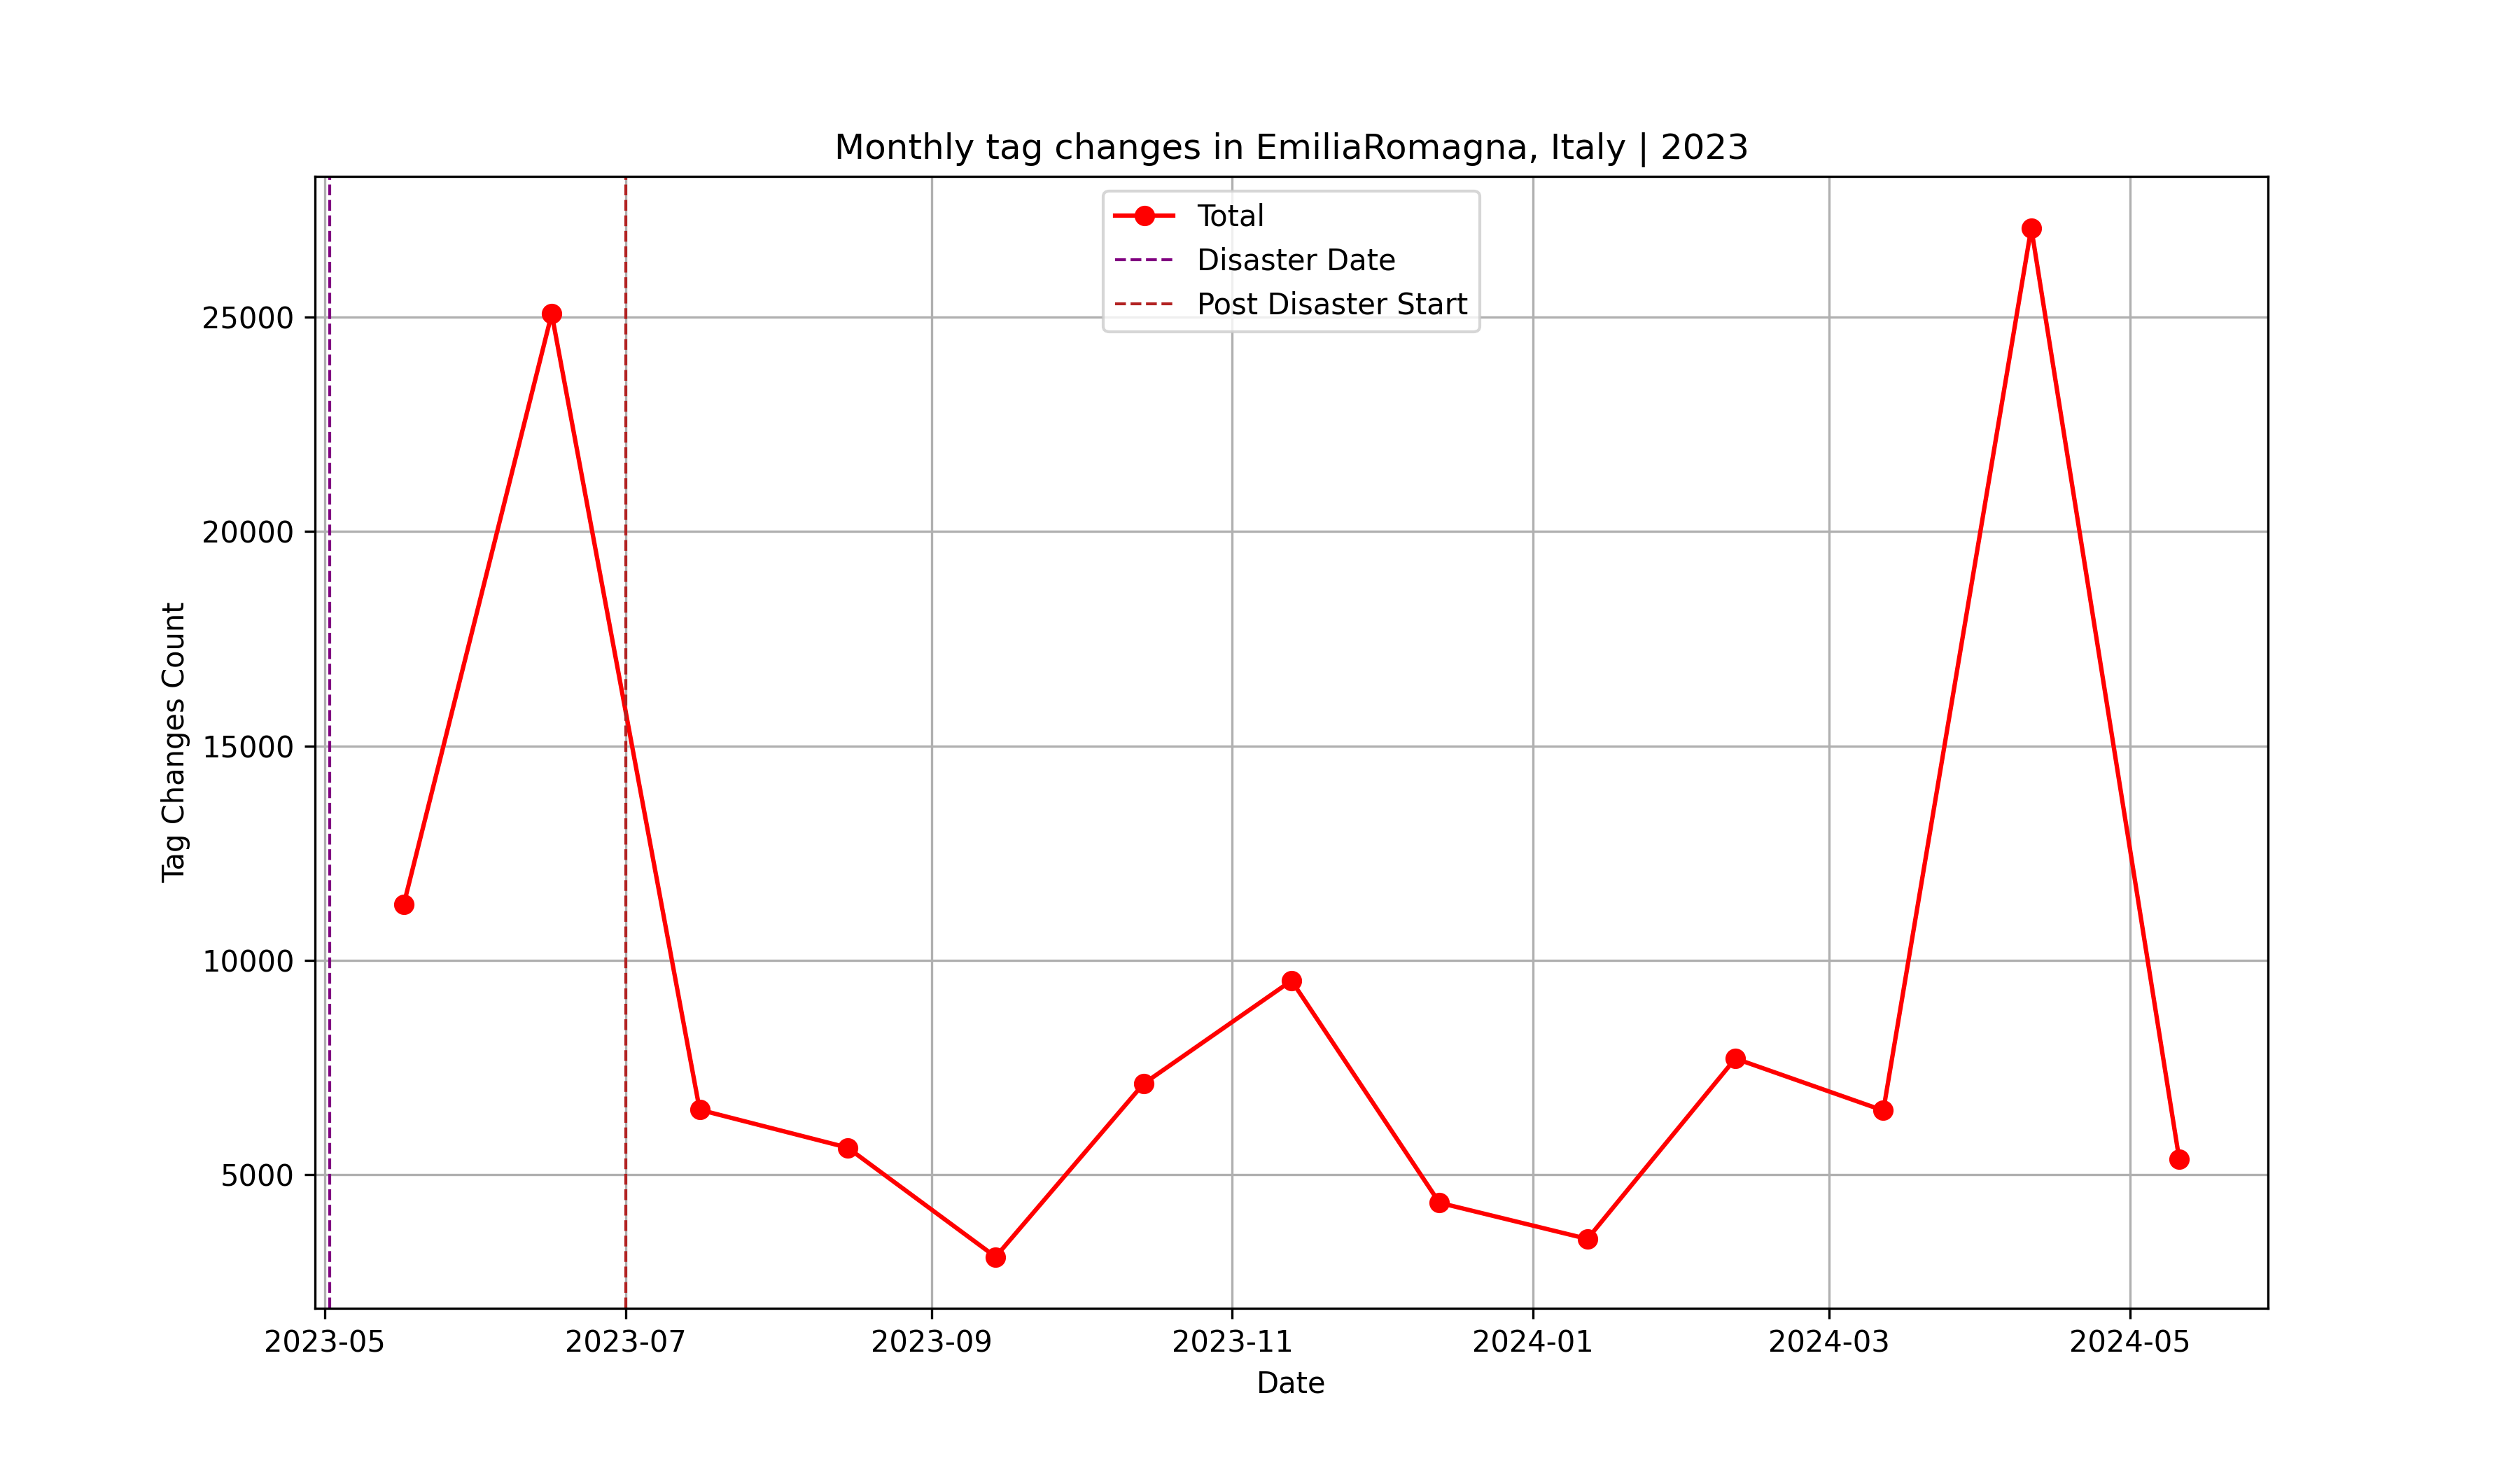 Monthly tag changes in EmiliaRomagna, Italy | 2023
Total
Disaster Date
Post Disaster Start
25000
20000
15000
10000
5000
Tag Changes Count
2023-05
2023-07
2023-09
2023-11
2024-01
2024-03
2024-05
Date